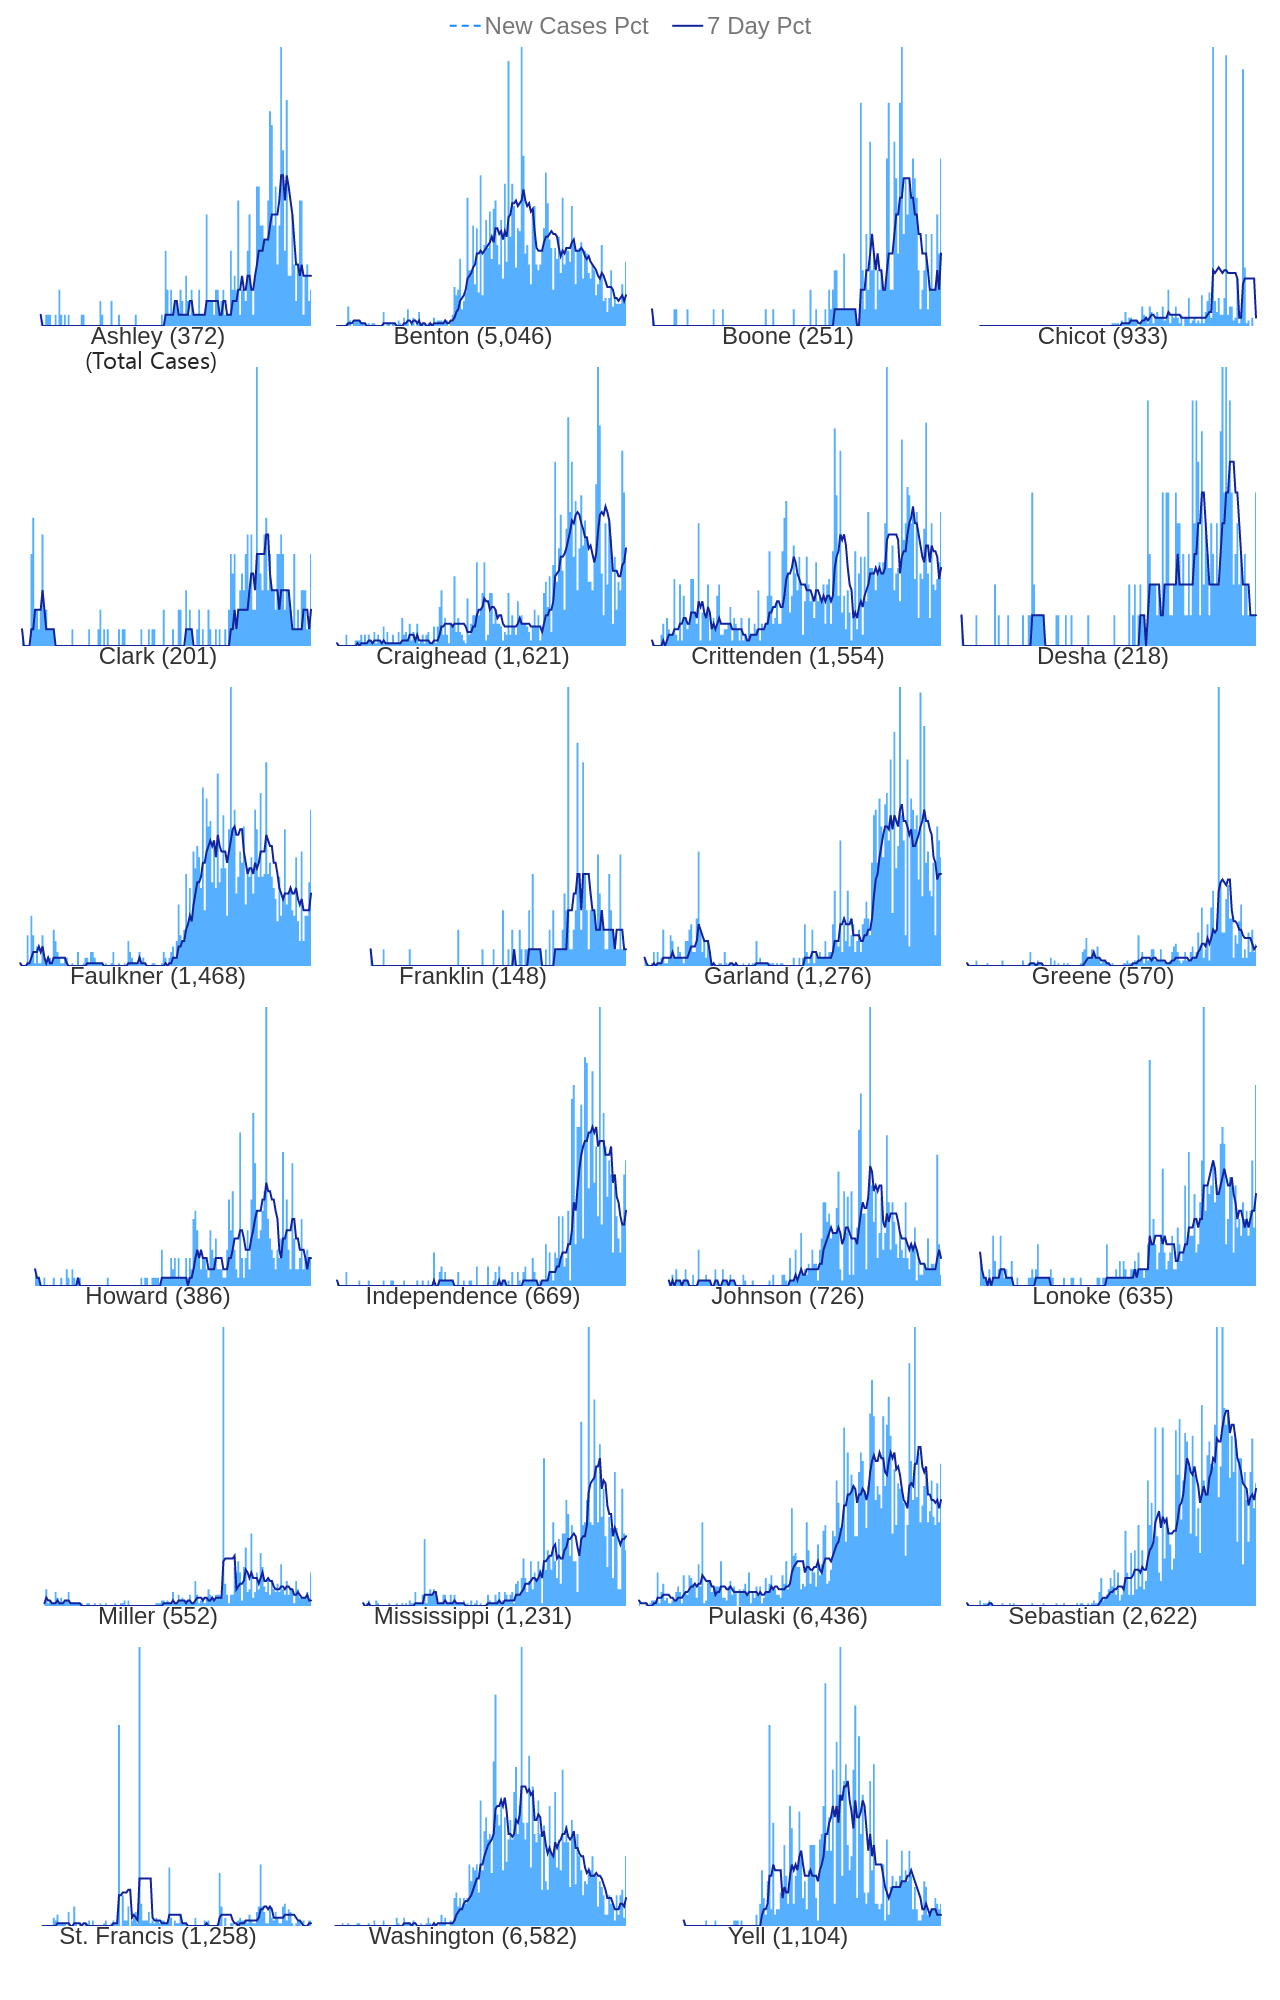 New Cases Pct 7 Day Pct
Ashley (372) Benton (5,046) Boone (251) Chicot (933)
(Total Cases)
Clark (201) Craighead (1,621) Crittenden (1,554) Desha (218)
Faulkner (1,468) Franklin (148) Garland (1,276) Greene (570)
Howard (386) Independence (669) Johnson (726) Lonoke (635)
Miller (552) Mississippi (1,231) Pulaski (6,436) Sebastian (2,622)
St. Francis (1,258) Washington (6,582) Yell (1,104)